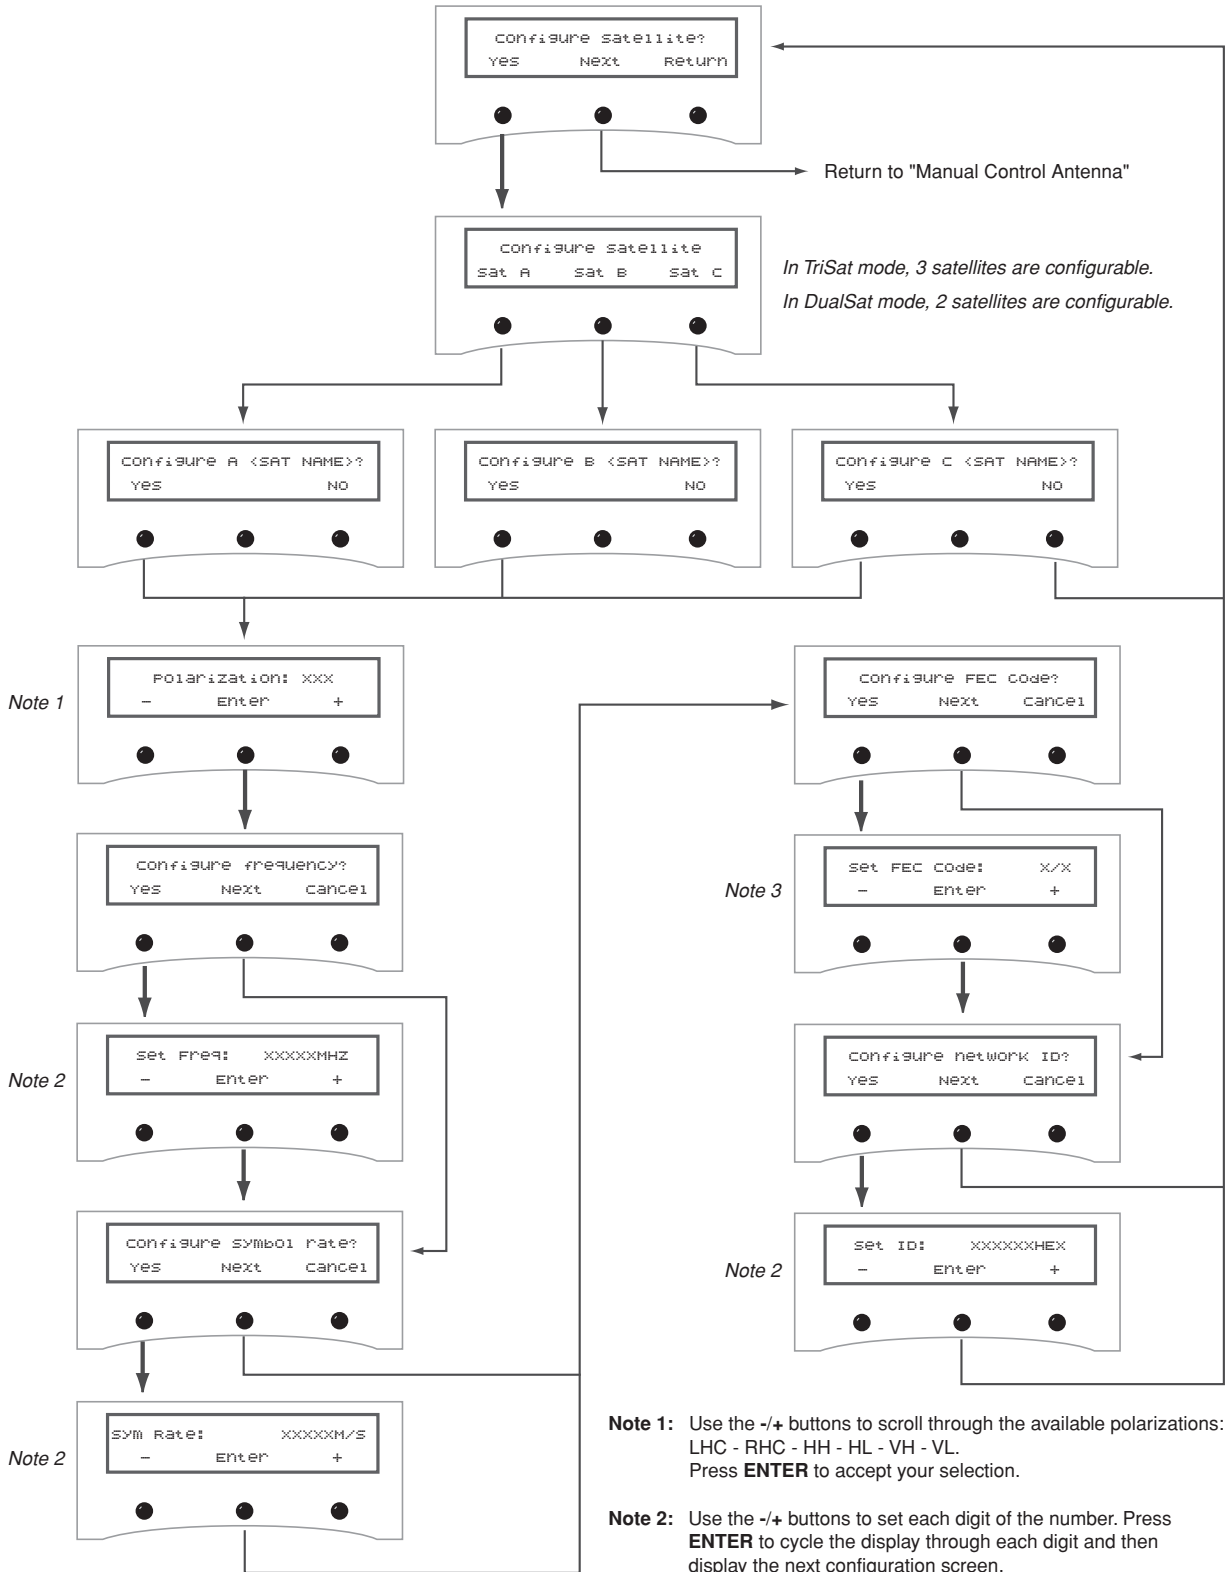 Configure Satellite?
Yes Next Return
Return to "Manual Control Antenna"
Configure Satellite
Sat A Sat B Sat C
In TriSat mode, 3 satellites are configurable.
In DualSat mode, 2 satellites are configurable.
Configure A <SAT NAME>?
Yes No
Configure B <SAT NAME>?
Yes No
Configure C <SAT NAME>?
Yes No
Note 1
Polarization: XXX
- Enter +
Configure frequency?
Yes Next Cancel
Note 2
Set Freq: XXXXXMHz
- Enter +
Configure symbol rate?
Yes Next Cancel
Note 2
Sym Rate: XXXXXM/S
- Enter +
Configure FEC code?
Yes Next Cancel
Note 3
Set FEC Code: X/X
- Enter +
Configure network ID?
Yes Next Cancel
Note 2
Set ID: XXXXXXHEX
- Enter +
Note 1: Use the -/+ buttons to scroll through the available polarizations:
LHC - RHC - HH - HL - VH - VL.
Press ENTER to accept your selection.
Note 2: Use the -/+ buttons to set each digit of the number. Press
ENTER to cycle the display through each digit and then
display the next configuration screen.